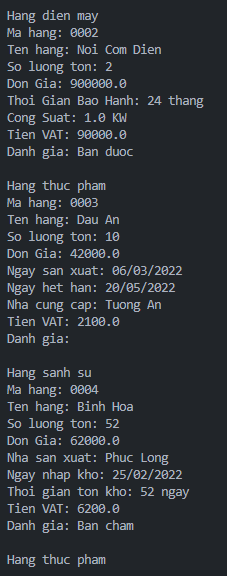 Hang dien may
Ma hang: 0002
Ten hang: Noi Com Dien
So luong ton: 2
Don Gia: 900000.0
Thoi Gian Bao Hanh: 24 thang
Cong Suat: 1.0 KW
Tien VAT: 90000.0
Danh gia: Ban duoc
Hang thuc pham
Ma hang: 0003
Ten hang: Dau An
So luong ton: 10
Don Gia: 42000.0
Ngay san xuat: 06/03/2022
Ngay het han: 20/05/2022
Nha cung cap: Tuong An
Tien VAT: 2100.0
Danh gia:
Hang sanh su
Ma hang: 0004
Ten hang: Binh Hoa
So luong ton: 52
Don Gia: 62000.0
Nha san xuat: Phuc Long
Ngay nhap kho: 25/02/2022
Thoi gian ton kho: 52 ngay
Tien VAT: 6200.0
Danh gia: Ban cham
Hang thuc pham